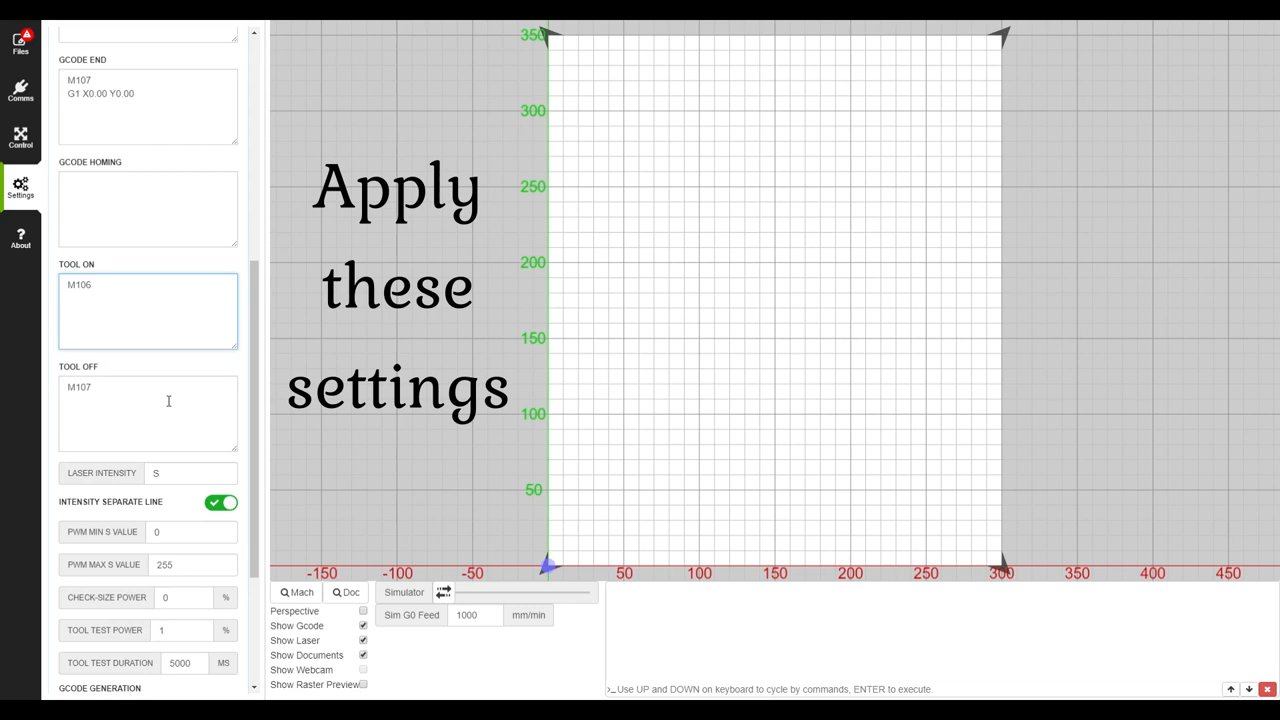 Files
Comms
Control
Settings
About
GCODE END
M107
G1 X0.00 Y0.00
GCODE HOMING
TOOL ON
M106
TOOL OFF
M107
LASER INTENSITY S
INTENSITY SEPARATE LINE
PWM MIN S VALUE 0
PWM MAX S VALUE 255
CHECK-SIZE POWER 0 %
TOOL TEST POWER 1 %
TOOL TEST DURATION 5000 MS
GCODE GENERATION
Apply
these
settings
350
300
250
200
150
100
50
-150 -100 -50 50 100 150 200 250 300 350 400 450
Mach Doc Simulator
Perspective
Show Gcode
Show Laser
Show Documents
Show Webcam
Show Raster Preview
Sim G0 Feed 1000 mm/min
>_ Use UP and DOWN on keyboard to cycle by commands, ENTER to execute.